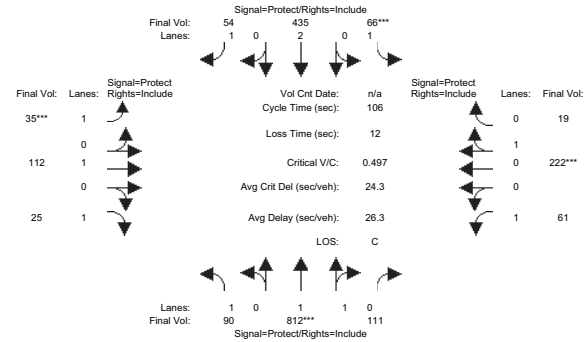 Signal=Protect/Rights=Include
Final Vol: 54 435 66***
Lanes: 1 0 2 0 1
Signal=Protect
Final Vol: Lanes: Rights=Include
Vol Cnt Date: n/a
Signal=Protect
Rights=Include Lanes: Final Vol:
Cycle Time (sec): 106
35*** 1
0 19
Loss Time (sec): 12
0
1
112 1
Critical V/C: 0.497
0 222***
0
Avg Crit Del (sec/veh): 24.3
0
25 1
Avg Delay (sec/veh): 26.3
1 61
LOS: C
Lanes: 1 0 1 1 0
Final Vol: 90 812*** 111
Signal=Protect/Rights=Include